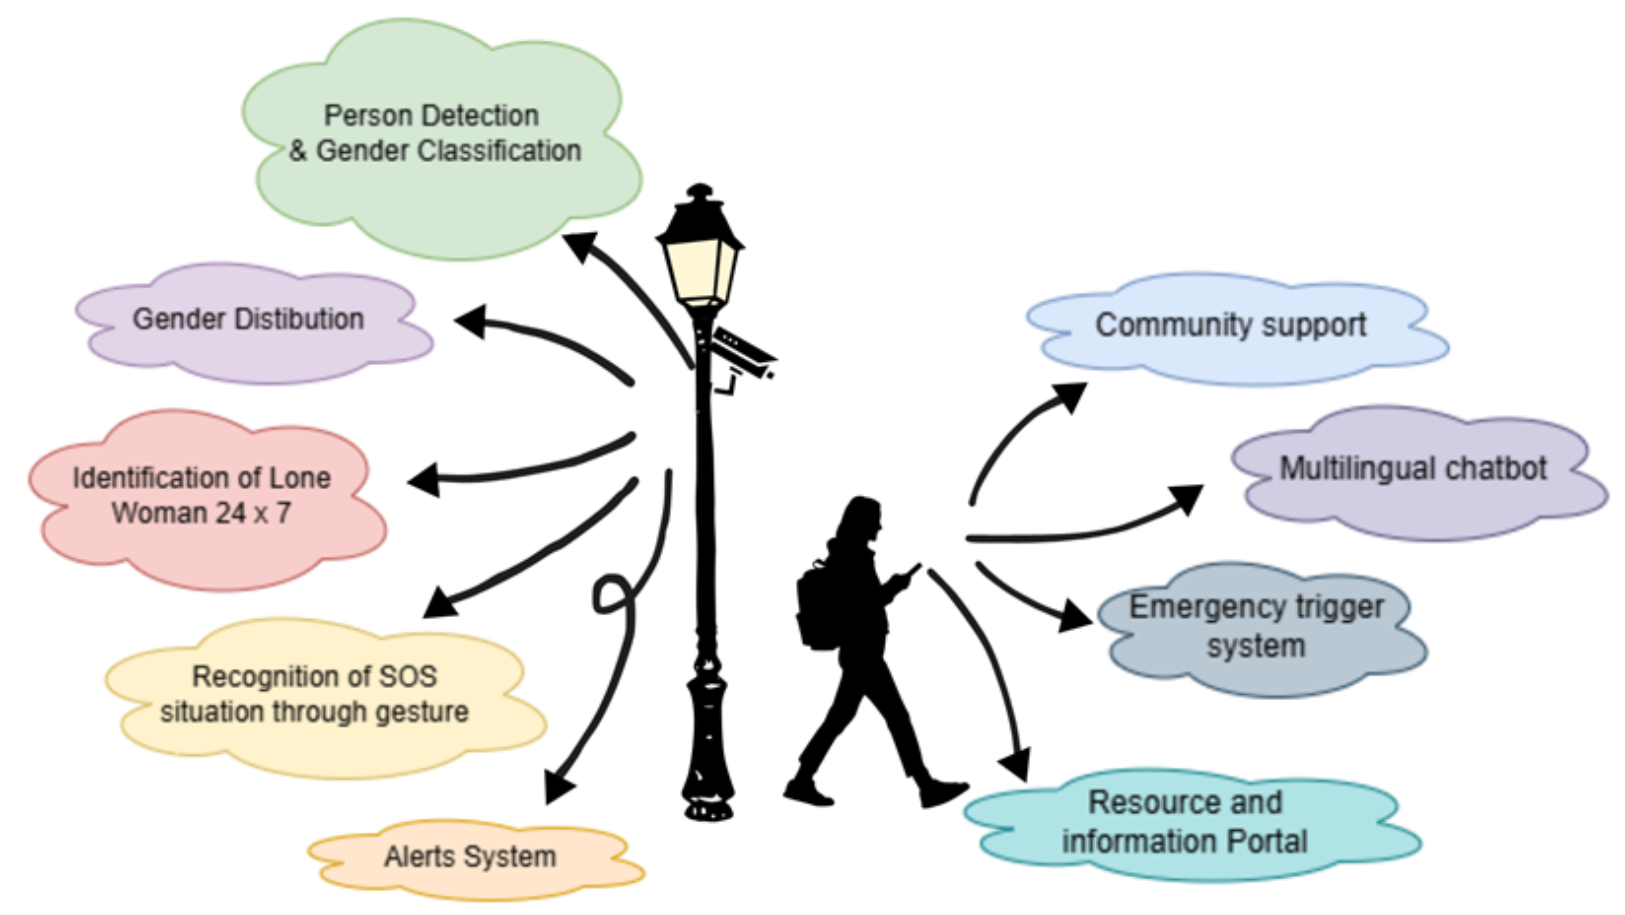 Person Detection
& Gender Classification
Gender Distibution
Identification of Lone
Woman 24 x 7
Recognition of SOS
situation through gesture
Alerts System
Community support
Multilingual chatbot
Emergency trigger
system
Resource and
information Portal